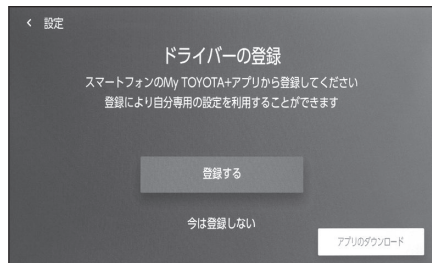 < 設定
ドライバーの登録
スマートフォンのMy TOYOTA+アプリから登録してください
登録により自分専用の設定を利用することができます
登録する
今は登録しない
アプリのダウンロード